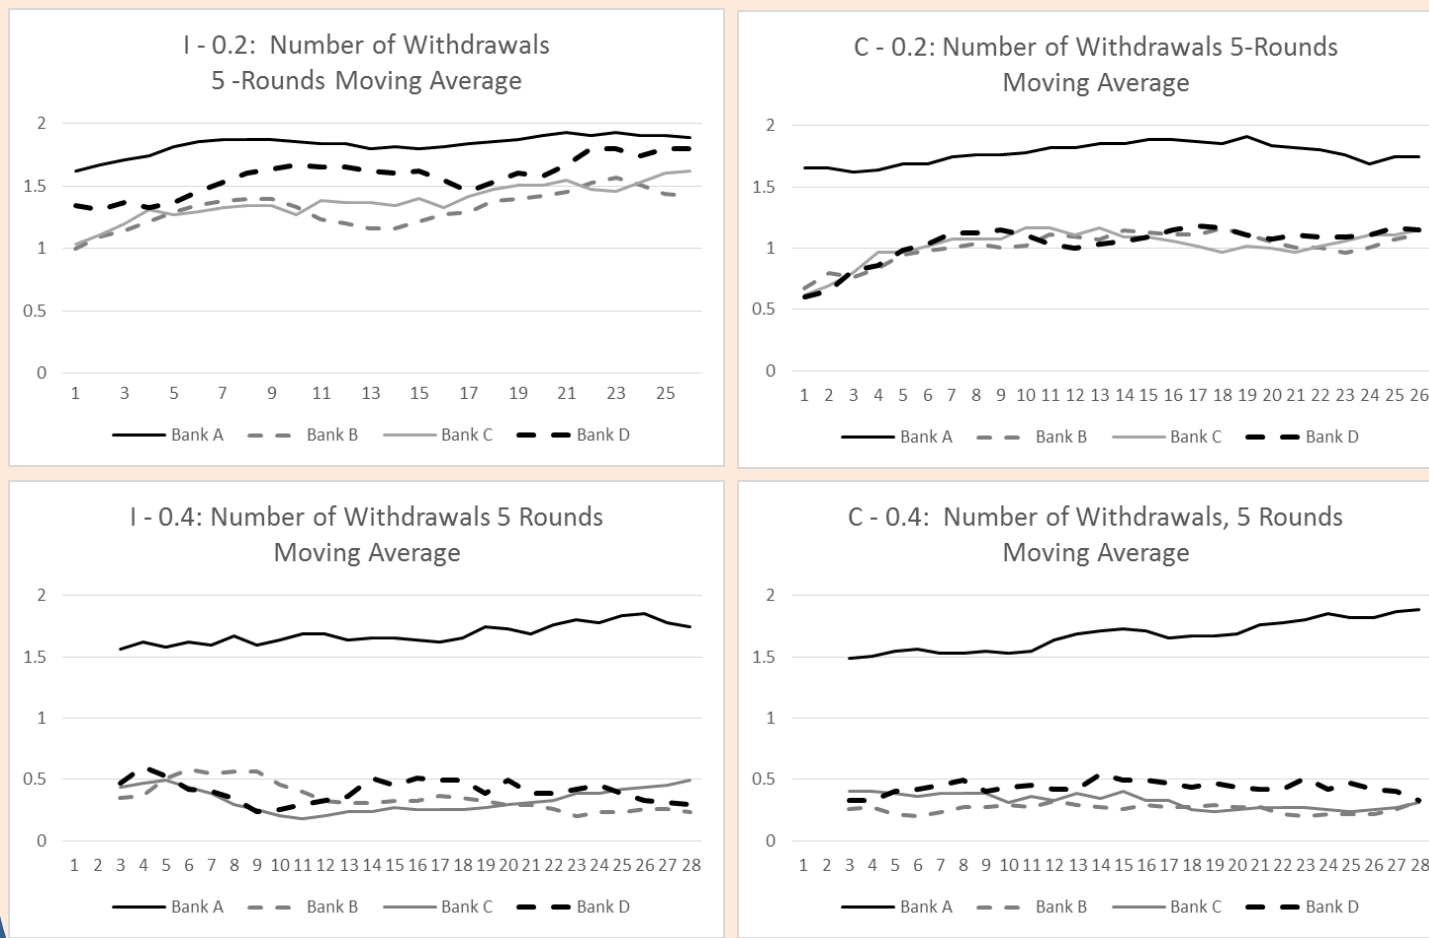 I - 0.2:  Number of Withdrawals
5 -Rounds Moving Average
2
1.5
1
0.5
0
1 3 5 7 9 11 13 15 17 19 21 23 25
Bank A Bank B Bank C Bank D
C - 0.2: Number of Withdrawals 5-Rounds
Moving Average
2
1.5
1
0.5
0
1 2 3 4 5 6 7 8 9 10 11 12 13 14 15 16 17 18 19 20 21 22 23 24 25 26
Bank A Bank B Bank C Bank D
I - 0.4: Number of Withdrawals 5 Rounds
Moving Average
2
1.5
1
0.5
0
1 2 3 4 5 6 7 8 9 10 11 12 13 14 15 16 17 18 19 20 21 22 23 24 25 26 27 28
Bank A Bank B Bank C Bank D
C - 0.4:  Number of Withdrawals, 5 Rounds
Moving Average
2
1.5
1
0.5
0
1 2 3 4 5 6 7 8 9 10 11 12 13 14 15 16 17 18 19 20 21 22 23 24 25 26 27 28
Bank A Bank B Bank C Bank D